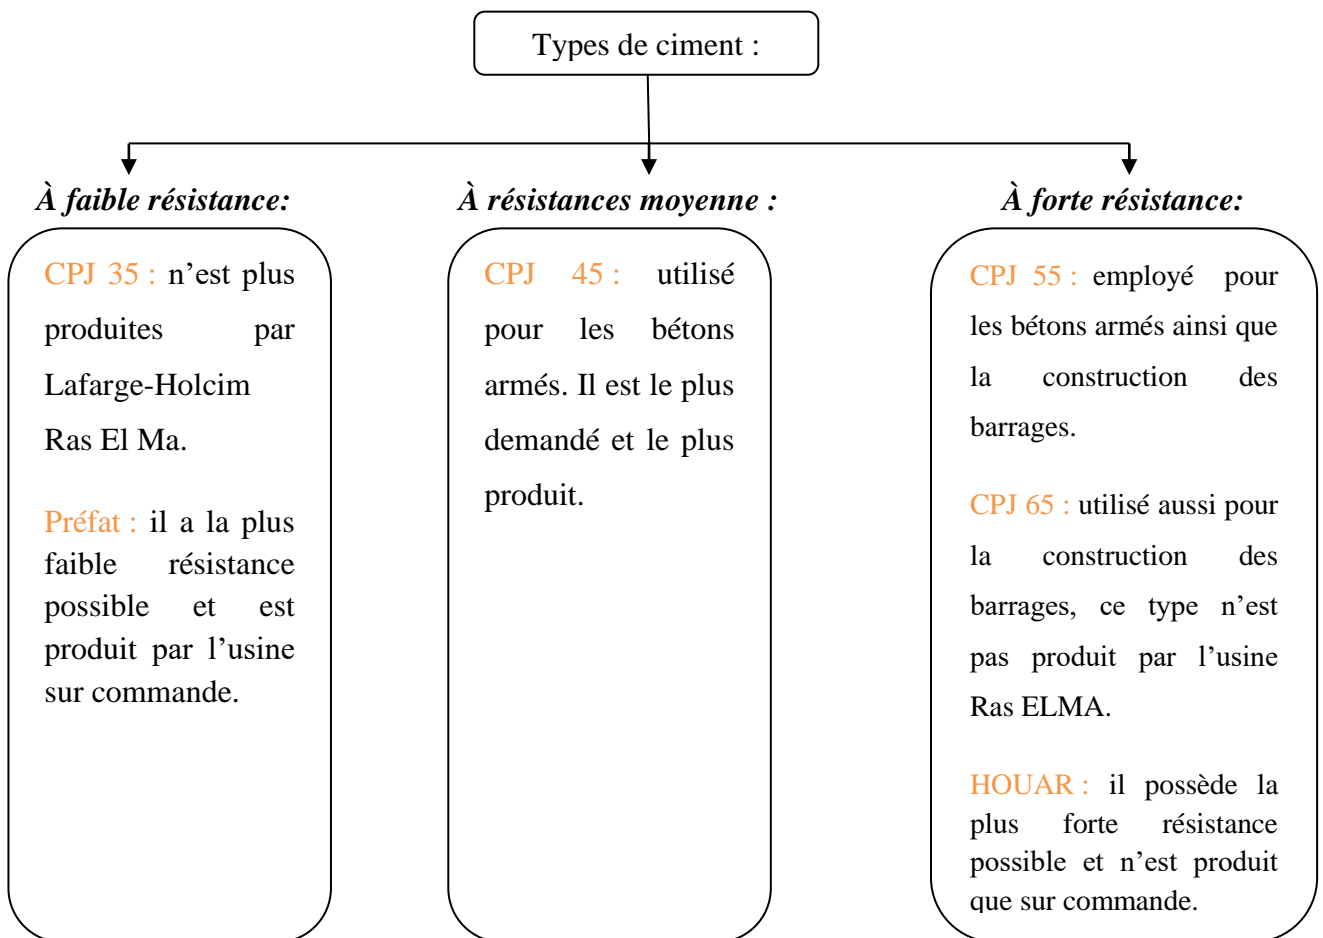 Types de ciment :
À faible résistance:
CPJ 35 : n’est plus
produites par
Lafarge-Holcim
Ras El Ma.
Préfat : il a la plus
faible résistance
possible et est
produit par l’usine
sur commande.
À résistances moyenne :
CPJ 45 : utilisé
pour les bétons
armés. Il est le plus
demandé et le plus
produit.
À forte résistance:
CPJ 55 : employé pour
les bétons armés ainsi que
la construction des
barrages.
CPJ 65 : utilisé aussi pour
la construction des
barrages, ce type n’est
pas produit par l’usine
Ras ELMA.
HOUAR : il possède la
plus forte résistance
possible et n’est produit
que sur commande.